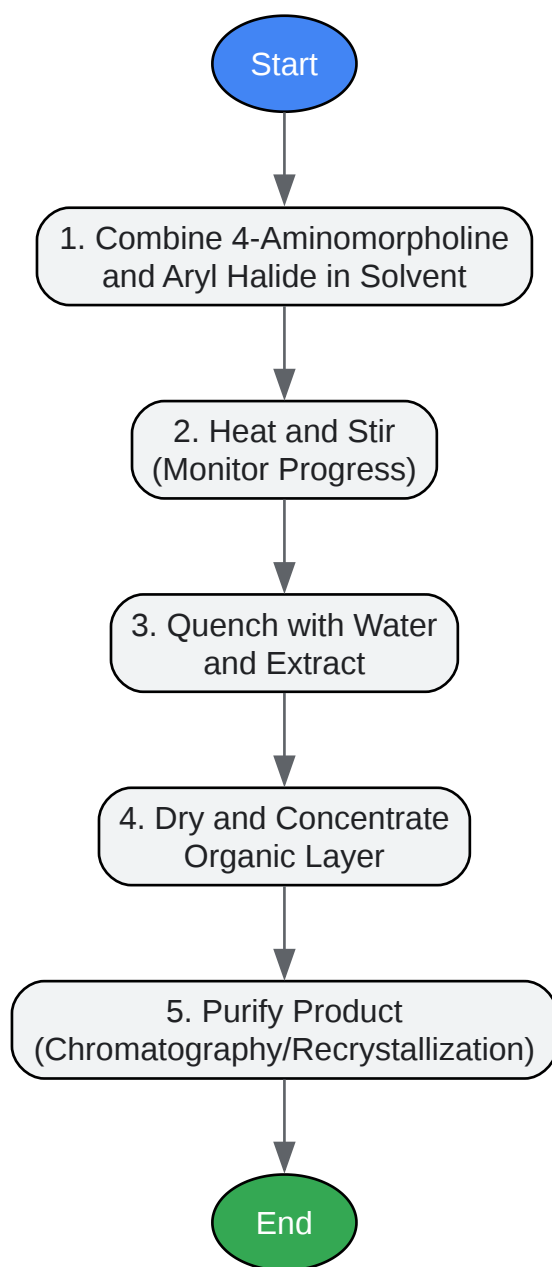 Start
1. Combine 4-Aminomorpholine
and Aryl Halide in Solvent
2. Heat and Stir
(Monitor Progress)
3. Quench with Water
and Extract
4. Dry and Concentrate
Organic Layer
5. Purify Product
(Chromatography/Recrystallization)
End